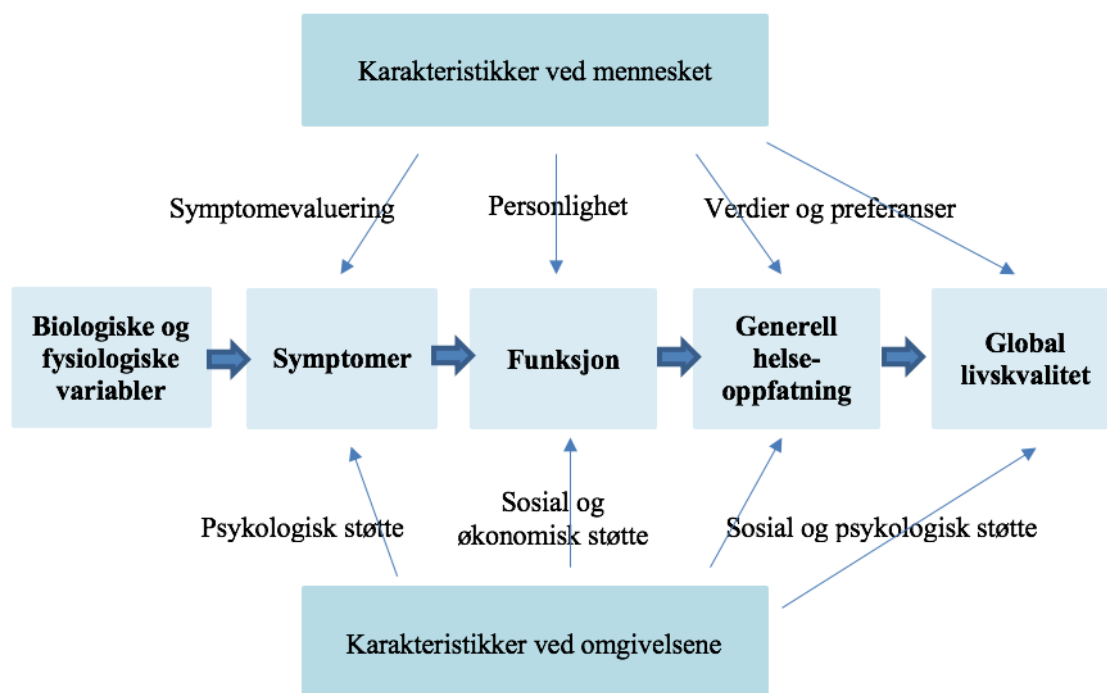 Karakteristikker ved mennesket
Symptomevaluering
Personlighet
Verdier og preferanser
Biologiske og
fysiologiske
variabler
Symptomer
Funksjon
Generell
helse-
oppfatning
Global
livskvalitet
Psykologisk støtte
Sosial og
økonomisk støtte
Sosial og psykologisk støtte
Karakteristikker ved omgivelsene